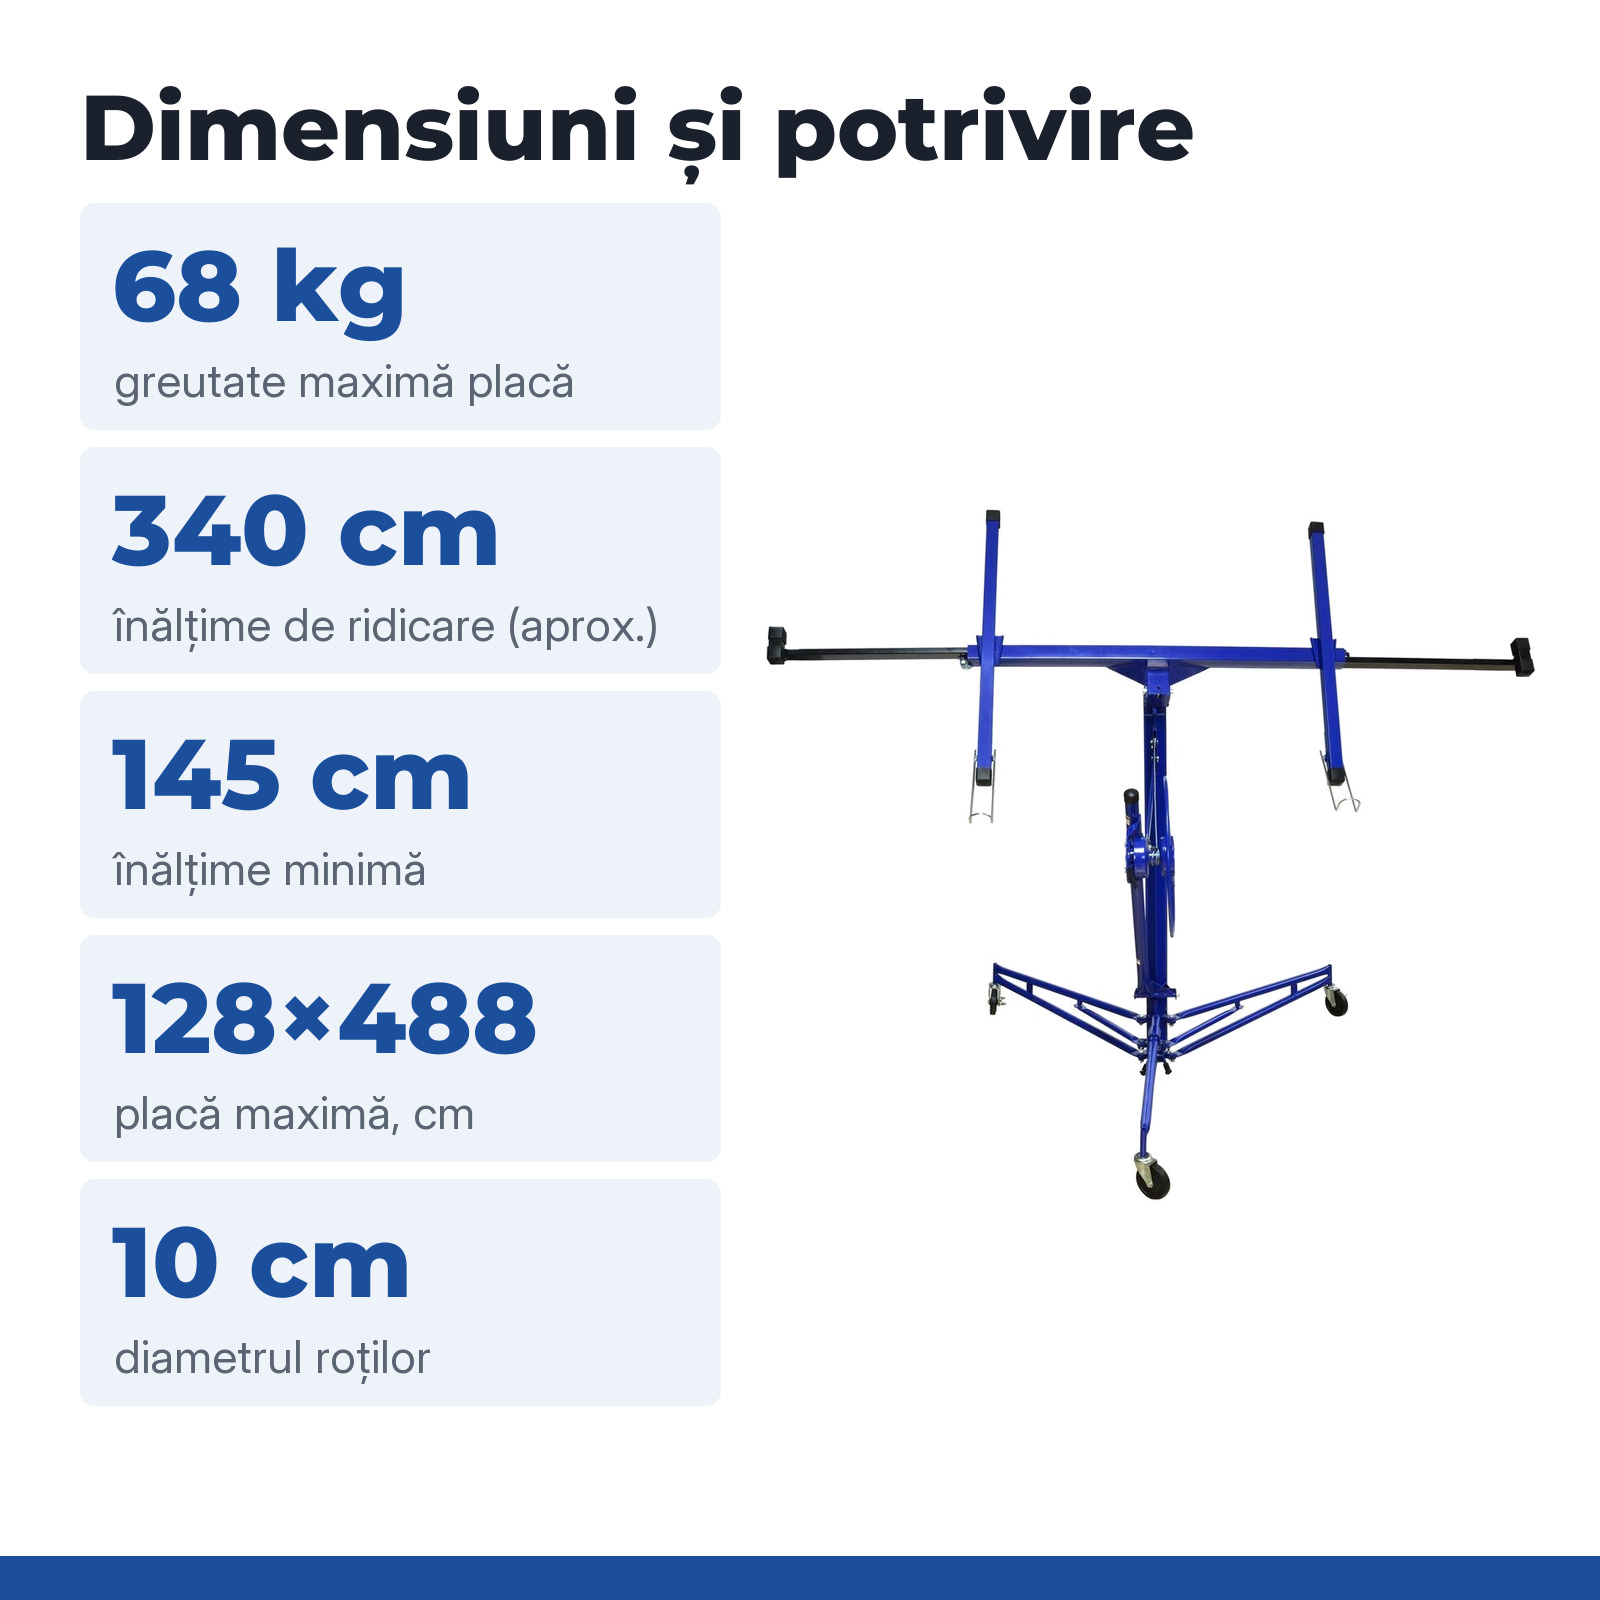 Dimensiuni și potrivire
68 kg
greutate maximă placă
340 cm
înălțime de ridicare (aprox.)
145 cm
înălțime minimă
128×488
placă maximă, cm
10 cm
diametrul roților